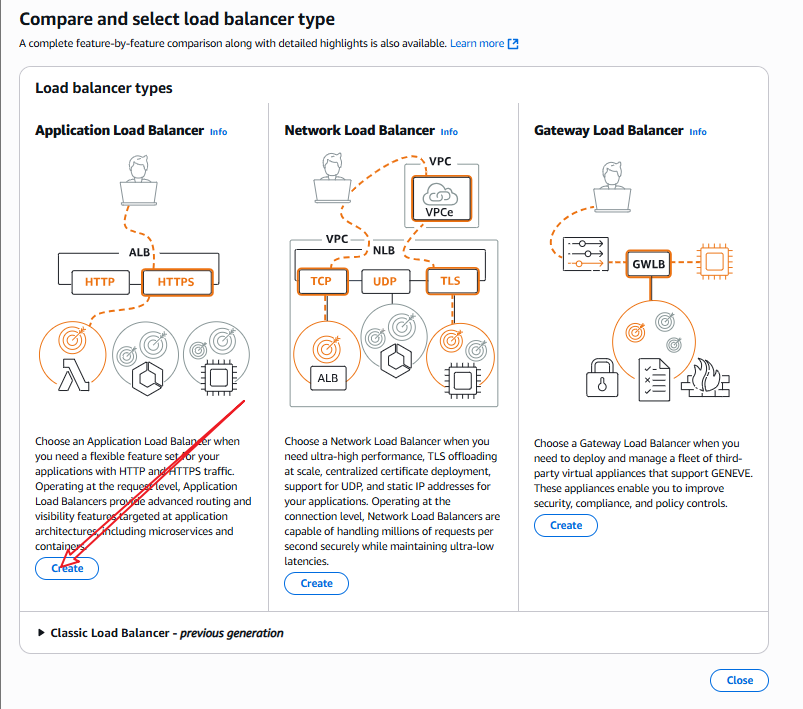 Compare and select load balancer type
A complete feature-by-feature comparison along with detailed highlights is also available. Learn more
Load balancer types
Application Load Balancer Info
ALB
HTTP
HTTPS
Choose an Application Load Balancer when
you need a flexible feature set for your
applications with HTTP and HTTPS traffic.
Operating at the request level, Application
Load Balancers provide advanced routing and
visibility features targeted at application
architectures, including microservices and
containers.
Create
Network Load Balancer Info
VPC
VPCe
VPC
NLB
TCP
UDP
TLS
ALB
Choose a Network Load Balancer when you
need ultra-high performance, TLS offloading
at scale, centralized certificate deployment,
support for UDP, and static IP addresses for
your applications. Operating at the
connection level, Network Load Balancers are
capable of handling millions of requests per
second securely while maintaining ultra-low
latencies.
Create
Gateway Load Balancer Info
GWLB
Choose a Gateway Load Balancer when you
need to deploy and manage a fleet of third-
party virtual appliances that support GENEVE.
These appliances enable you to improve
security, compliance, and policy controls.
Create
Classic Load Balancer - previous generation
Close